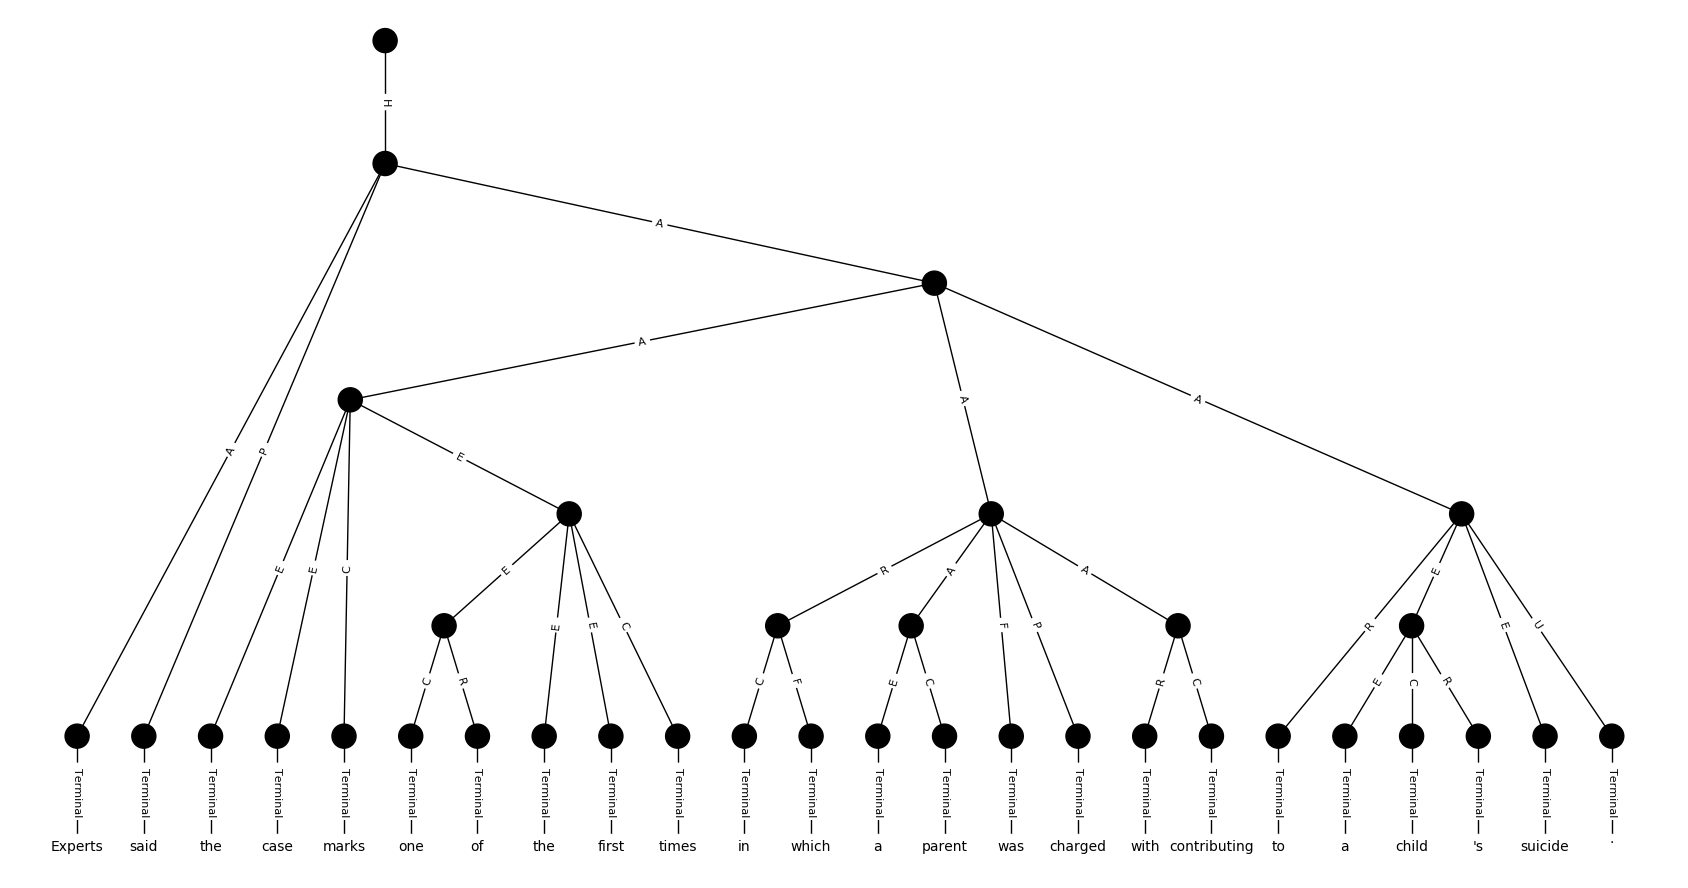 H
A
A
A
A
A
P
E
E
E
C
E
R
A
A
E
E
E
C
F
P
R
E
U
C
R
C
F
E
C
R
C
E
C
R
Terminal Terminal Terminal Terminal Terminal Terminal Terminal Terminal Terminal Terminal Terminal Terminal Terminal Terminal Terminal Terminal Terminal Terminal Terminal Terminal Terminal Terminal Terminal Terminal
Experts said the case marks one of the first times in which a parent was charged with contributing to a child 's suicide .